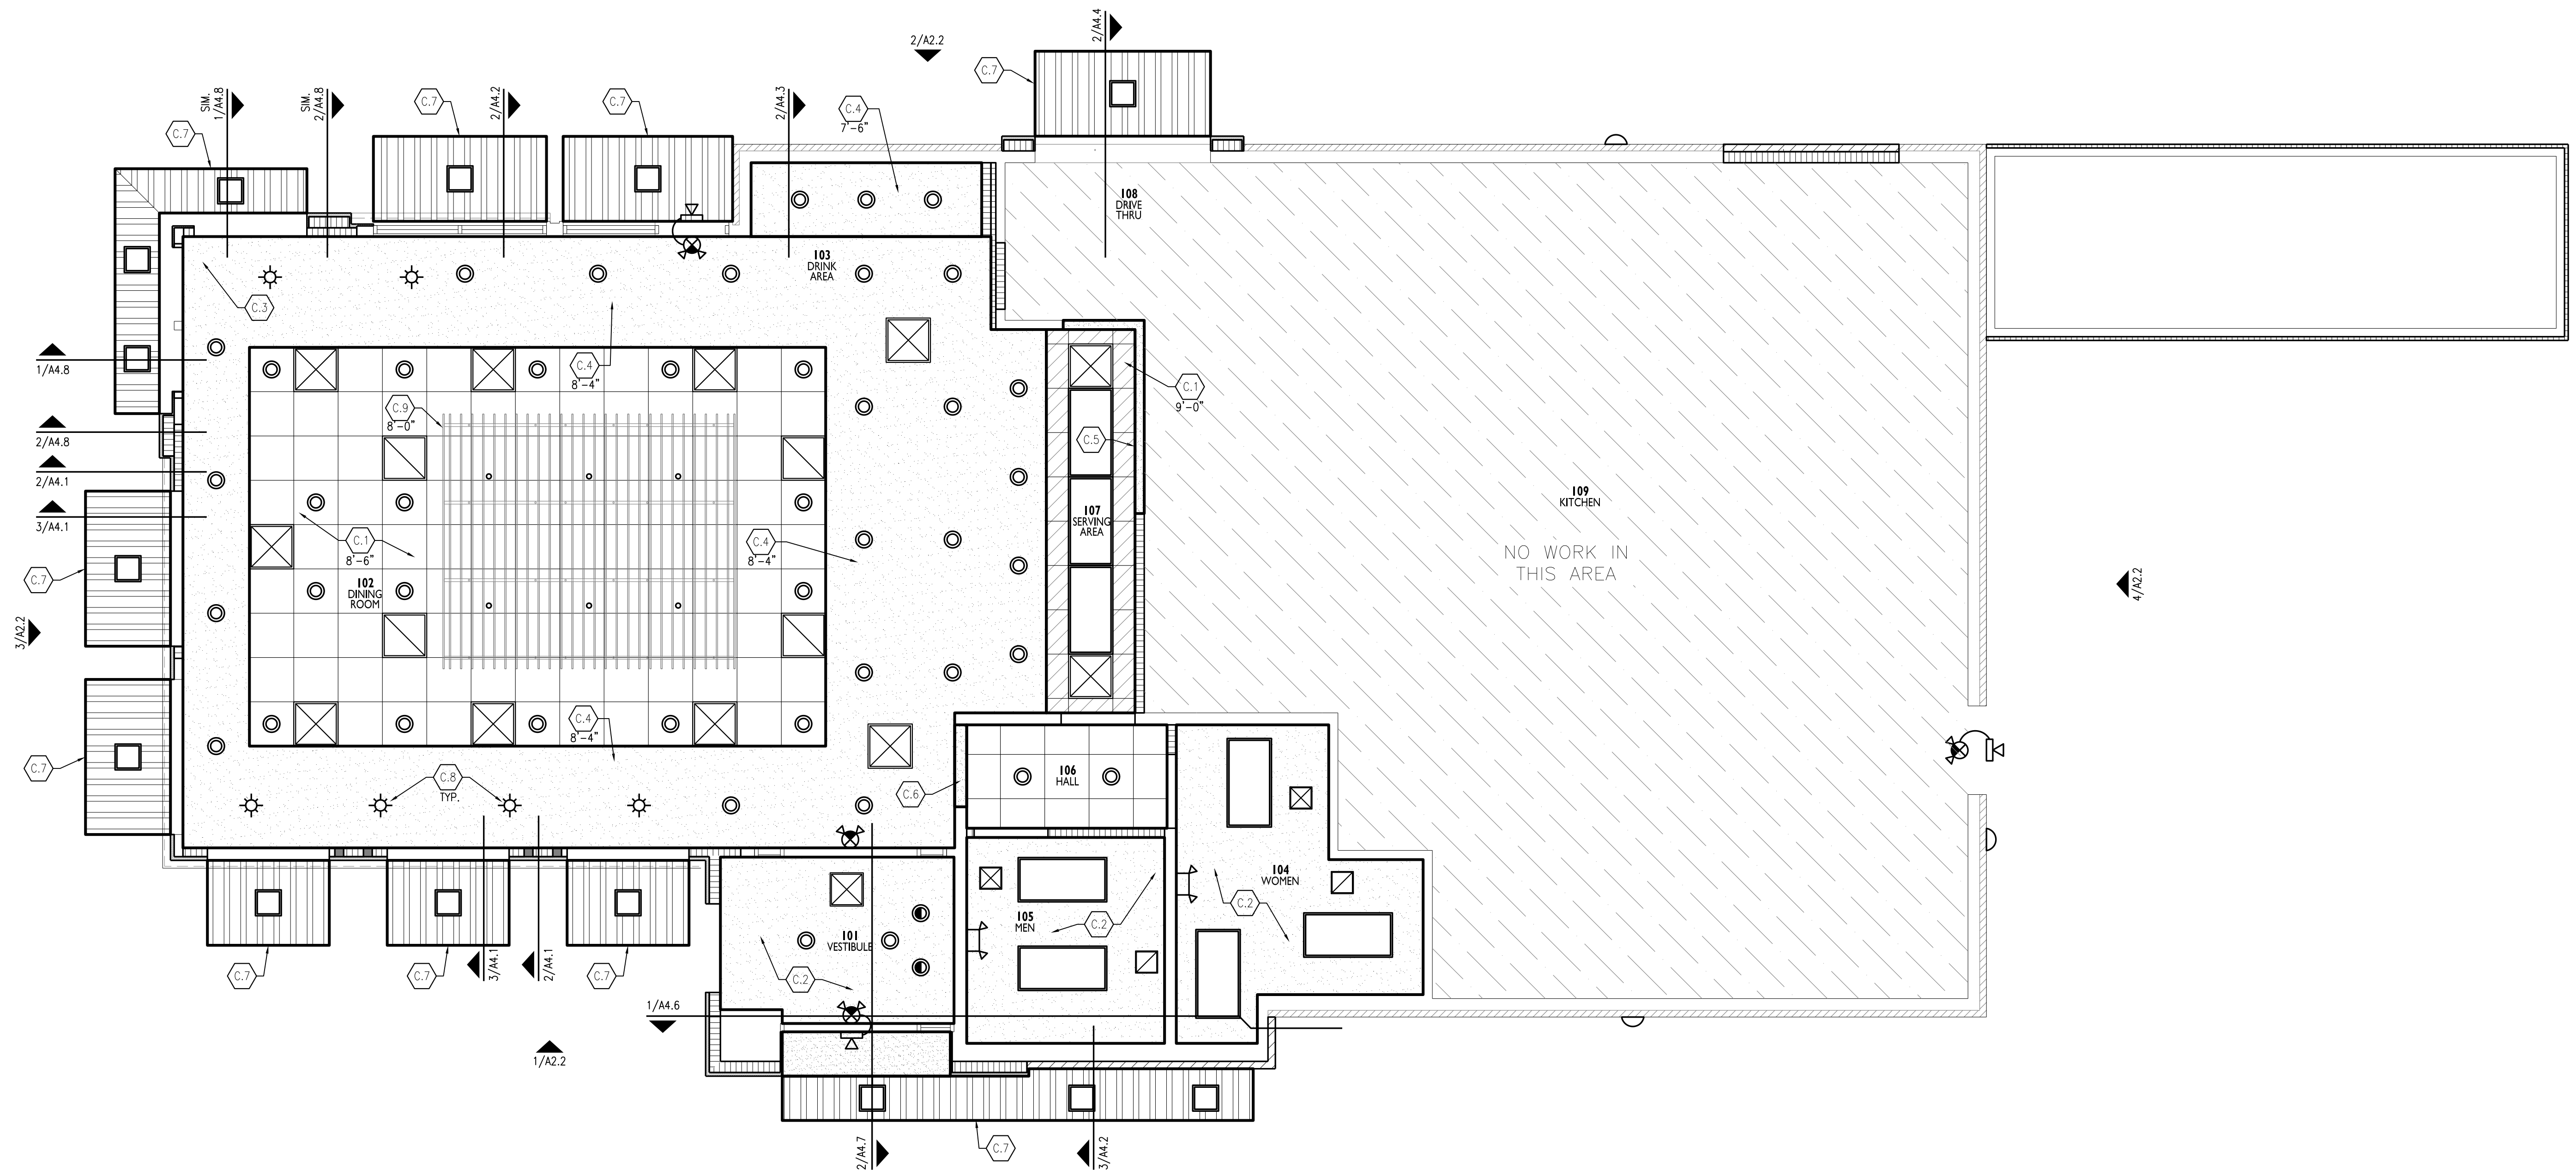 2/A4.4
2/A2.2
C.7
SIM.
1/A4.8
SIM.
2/A4.8
C.7
2/A4.2
C.7
2/A4.3
C.4
7'-6"
C.7
108
DRIVE
THRU
103
DRINK
AREA
C.3
1/A4.8
C.4
8'-4"
C.1
9'-0"
C.9
8'-0"
2/A4.8
C.5
2/A4.1
3/A4.1
109
KITCHEN
107
SERVING
AREA
C.1
8'-6"
C.4
8'-4"
NO WORK IN
THIS AREA
C.7
102
DINING
ROOM
4/A2.2
3/A2.2
C.4
8'-4"
C.7
C.8
TYP.
106
HALL
C.6
104
WOMEN
C.2
105
MEN
C.2
101
VESTIBULE
C.2
C.7
C.7
3/A4.1
2/A4.1
C.7
1/A4.6
1/A2.2
2/A4.7
C.7
3/A4.2